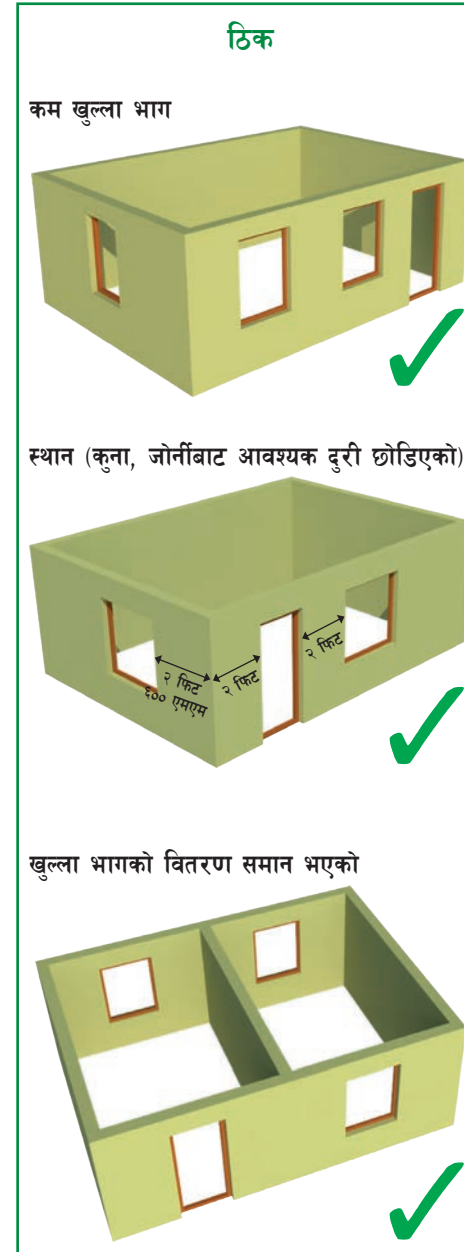 ठिक
कम खुल्ला भाग
स्थान (कुना, जोर्नीबाट आवश्यक दुरी छोडिएको)
२ फिट
६०० एमएम
२ फिट
२ फिट
खुल्ला भागको वितरण समान भएको